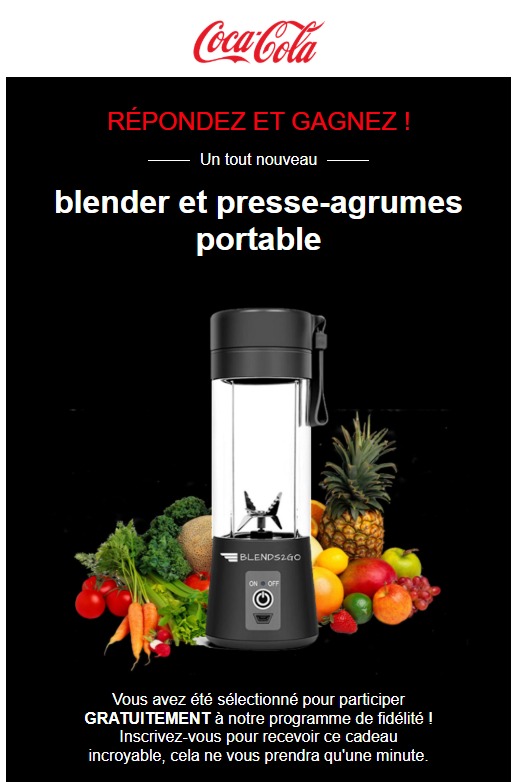 Coca-Cola
RÉPONDEZ ET GAGNEZ !
Un tout nouveau
blender et presse-agrumes
portable
BLENDS2GO
ON OFF
Vous avez été sélectionné pour participer
GRATUITEMENT à notre programme de fidélité !
Inscrivez-vous pour recevoir ce cadeau
incroyable, cela ne vous prendra qu'une minute.